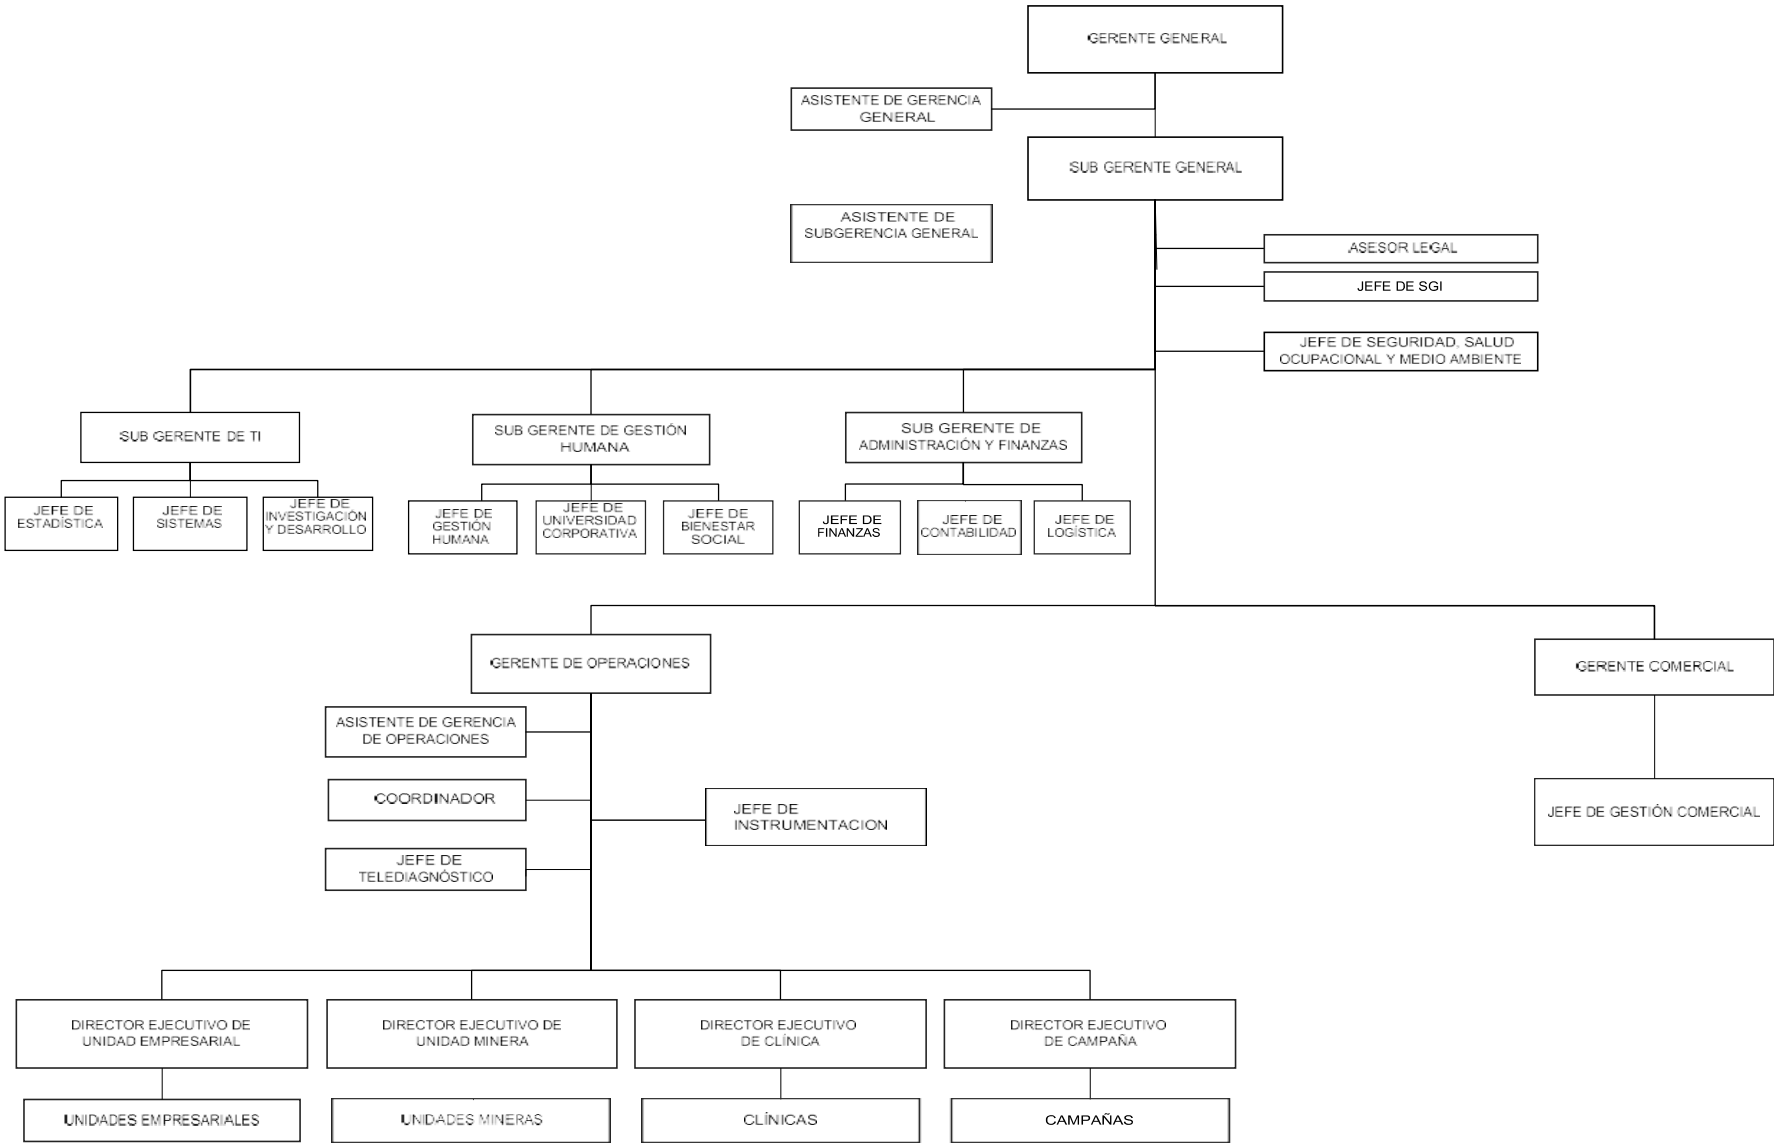 GERENTE GENERAL
ASISTENTE DE GERENCIA
GENERAL
SUB GERENTE GENERAL
ASISTENTE DE
SUBGERENCIA GENERAL
ASESOR LEGAL
JEFE DE SGI
JEFE DE SEGURIDAD, SALUD
OCUPACIONAL Y MEDIO AMBIENTE
SUB GERENTE DE TI
SUB GERENTE DE GESTIÓN
HUMANA
SUB GERENTE DE
ADMINISTRACIÓN Y FINANZAS
JEFE DE
ESTADÍSTICA
JEFE DE
SISTEMAS
JEFE DE
INVESTIGACIÓN
Y DESARROLLO
JEFE DE
GESTIÓN
HUMANA
JEFE DE
UNIVERSIDAD
CORPORATIVA
JEFE DE
BIENESTAR
SOCIAL
JEFE DE
FINANZAS
JEFE DE
CONTABILIDAD
JEFE DE
LOGÍSTICA
GERENTE DE OPERACIONES
GERENTE COMERCIAL
ASISTENTE DE GERENCIA
DE OPERACIONES
COORDINADOR
JEFE DE
INSTRUMENTACION
JEFE DE GESTIÓN COMERCIAL
JEFE DE
TELEDIAGNÓSTICO
DIRECTOR EJECUTIVO DE
UNIDAD EMPRESARIAL
DIRECTOR EJECUTIVO DE
UNIDAD MINERA
DIRECTOR EJECUTIVO
DE CLÍNICA
DIRECTOR EJECUTIVO
DE CAMPAÑA
UNIDADES EMPRESARIALES
UNIDADES MINERAS
CLÍNICAS
CAMPAÑAS